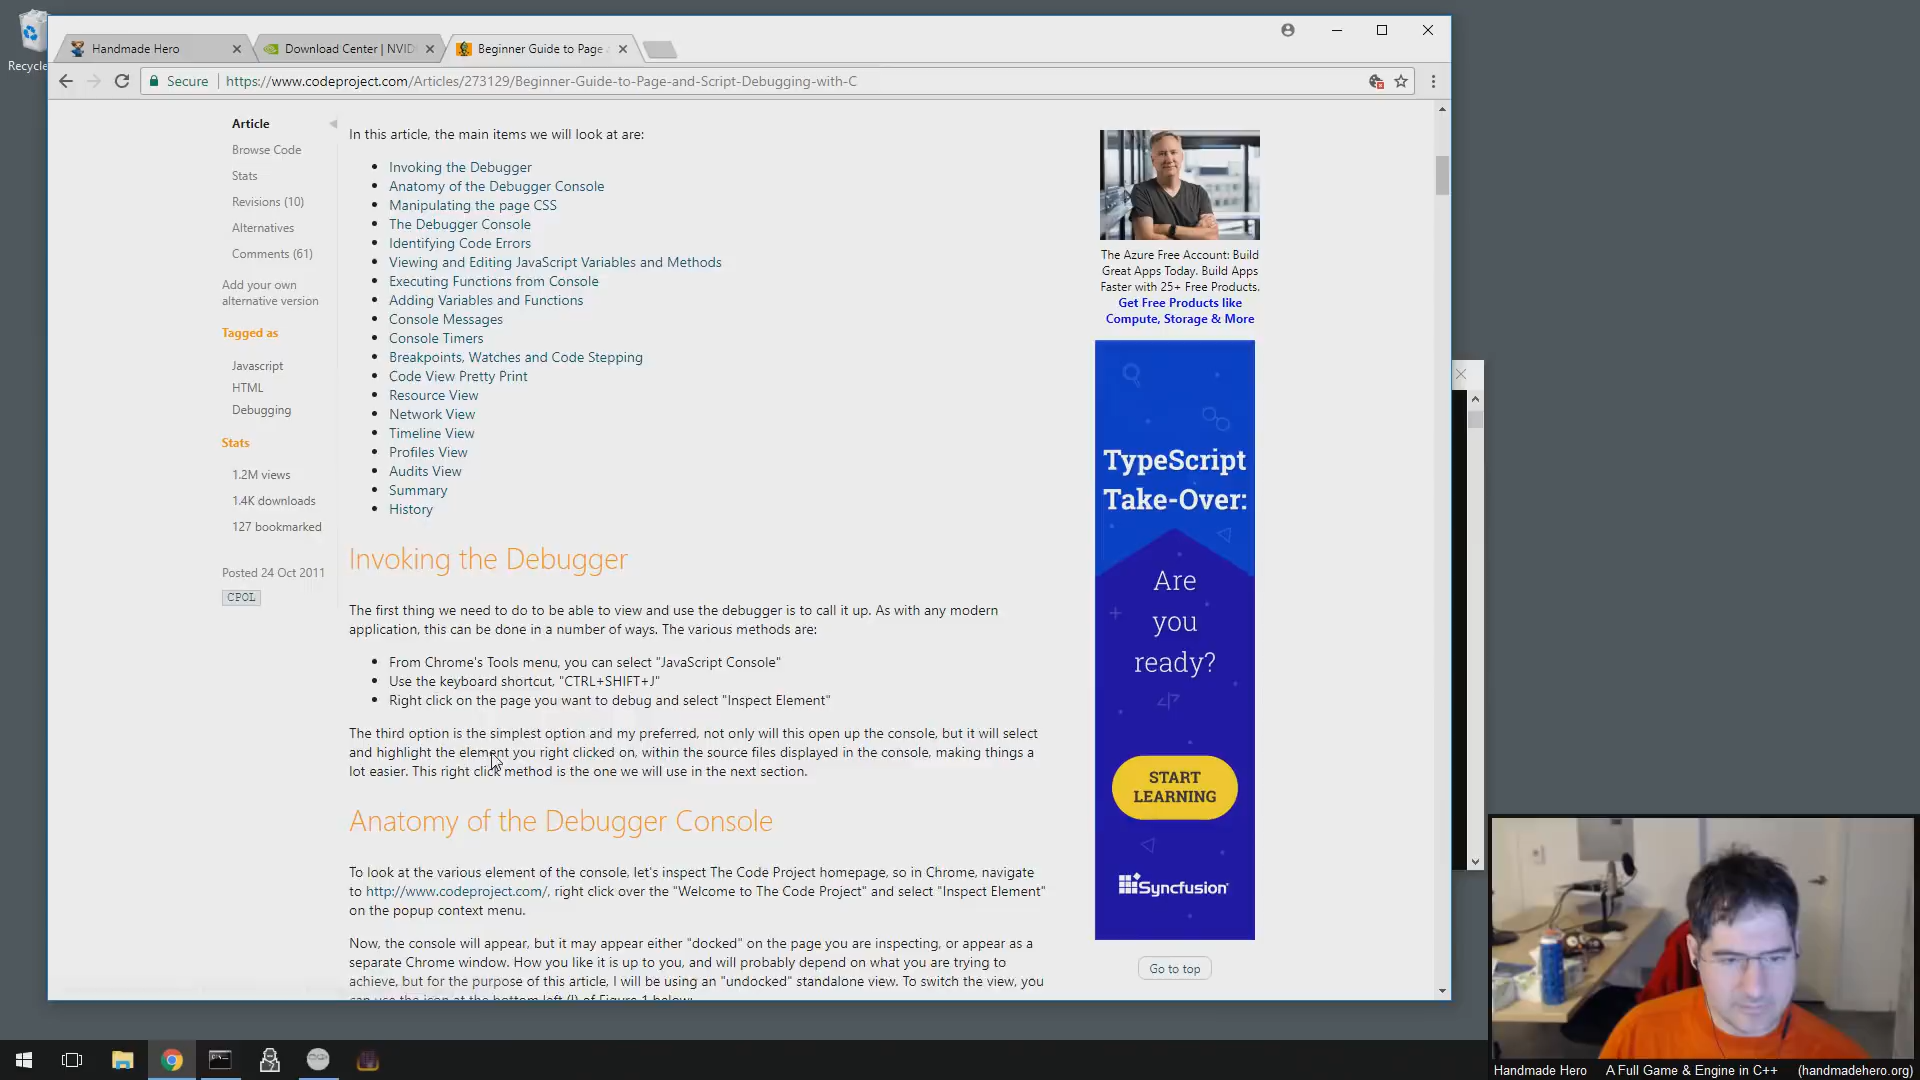 Recycle
Handmade Hero
Download Center | NVID
Beginner Guide to Page
Secure
https://www.codeproject.com/Articles/273129/Beginner-Guide-to-Page-and-Script-Debugging-with-C
Article
Browse Code
Stats
Revisions (10)
Alternatives
Comments (61)
Add your own
alternative version
Tagged as
Javascript
HTML
Debugging
Stats
1.2M views
1.4K downloads
127 bookmarked
Posted 24 Oct 2011
CPOL
In this article, the main items we will look at are:
Invoking the Debugger
Anatomy of the Debugger Console
Manipulating the page CSS
The Debugger Console
Identifying Code Errors
Viewing and Editing JavaScript Variables and Methods
Executing Functions from Console
Adding Variables and Functions
Console Messages
Console Timers
Breakpoints, Watches and Code Stepping
Code View Pretty Print
Resource View
Network View
Timeline View
Profiles View
Audits View
Summary
History
Invoking the Debugger
The first thing we need to do to be able to view and use the debugger is to call it up. As with any modern
application, this can be done in a number of ways. The various methods are:
From Chrome's Tools menu, you can select "JavaScript Console"
Use the keyboard shortcut, "CTRL+SHIFT+J"
Right click on the page you want to debug and select "Inspect Element"
The third option is the simplest option and my preferred, not only will this open up the console, but it will select
and highlight the element you right clicked on, within the source files displayed in the console, making things a
lot easier. This right click method is the one we will use in the next section.
Anatomy of the Debugger Console
To look at the various element of the console, let's inspect The Code Project homepage, so in Chrome, navigate
to http://www.codeproject.com/, right click over the "Welcome to The Code Project" and select "Inspect Element"
on the popup context menu.
Now, the console will appear, but it may appear either "docked" on the page you are inspecting, or appear as a
separate Chrome window. How you like it is up to you, and will probably depend on what you are trying to
achieve, but for the purpose of this article, I will be using an "undocked" standalone view. To switch the view, you
can use the icon at the bottom left (J) of Figure 1 below:
The Azure Free Account: Build
Great Apps Today. Build Apps
Faster with 25+ Free Products.
Get Free Products like
Compute, Storage & More
TypeScript
Take-Over:
Are
you
ready?
START
LEARNING
Syncfusion
Go to top
Handmade Hero A Full Game & Engine in C++ (handmadehero.org)